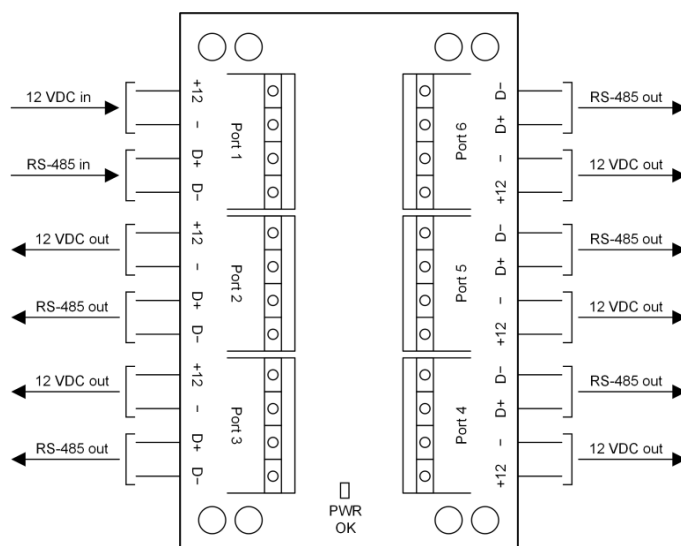 12 VDC in
RS-485 in
12 VDC out
RS-485 out
12 VDC out
RS-485 out
+12
–
D+
D–
Port 1
+12
–
D+
D–
Port 2
+12
–
D+
D–
Port 3
D–
D+
–
+12
Port 6
D–
D+
–
+12
Port 5
D–
D+
–
+12
Port 4
RS-485 out
12 VDC out
RS-485 out
12 VDC out
RS-485 out
12 VDC out
PWR
OK